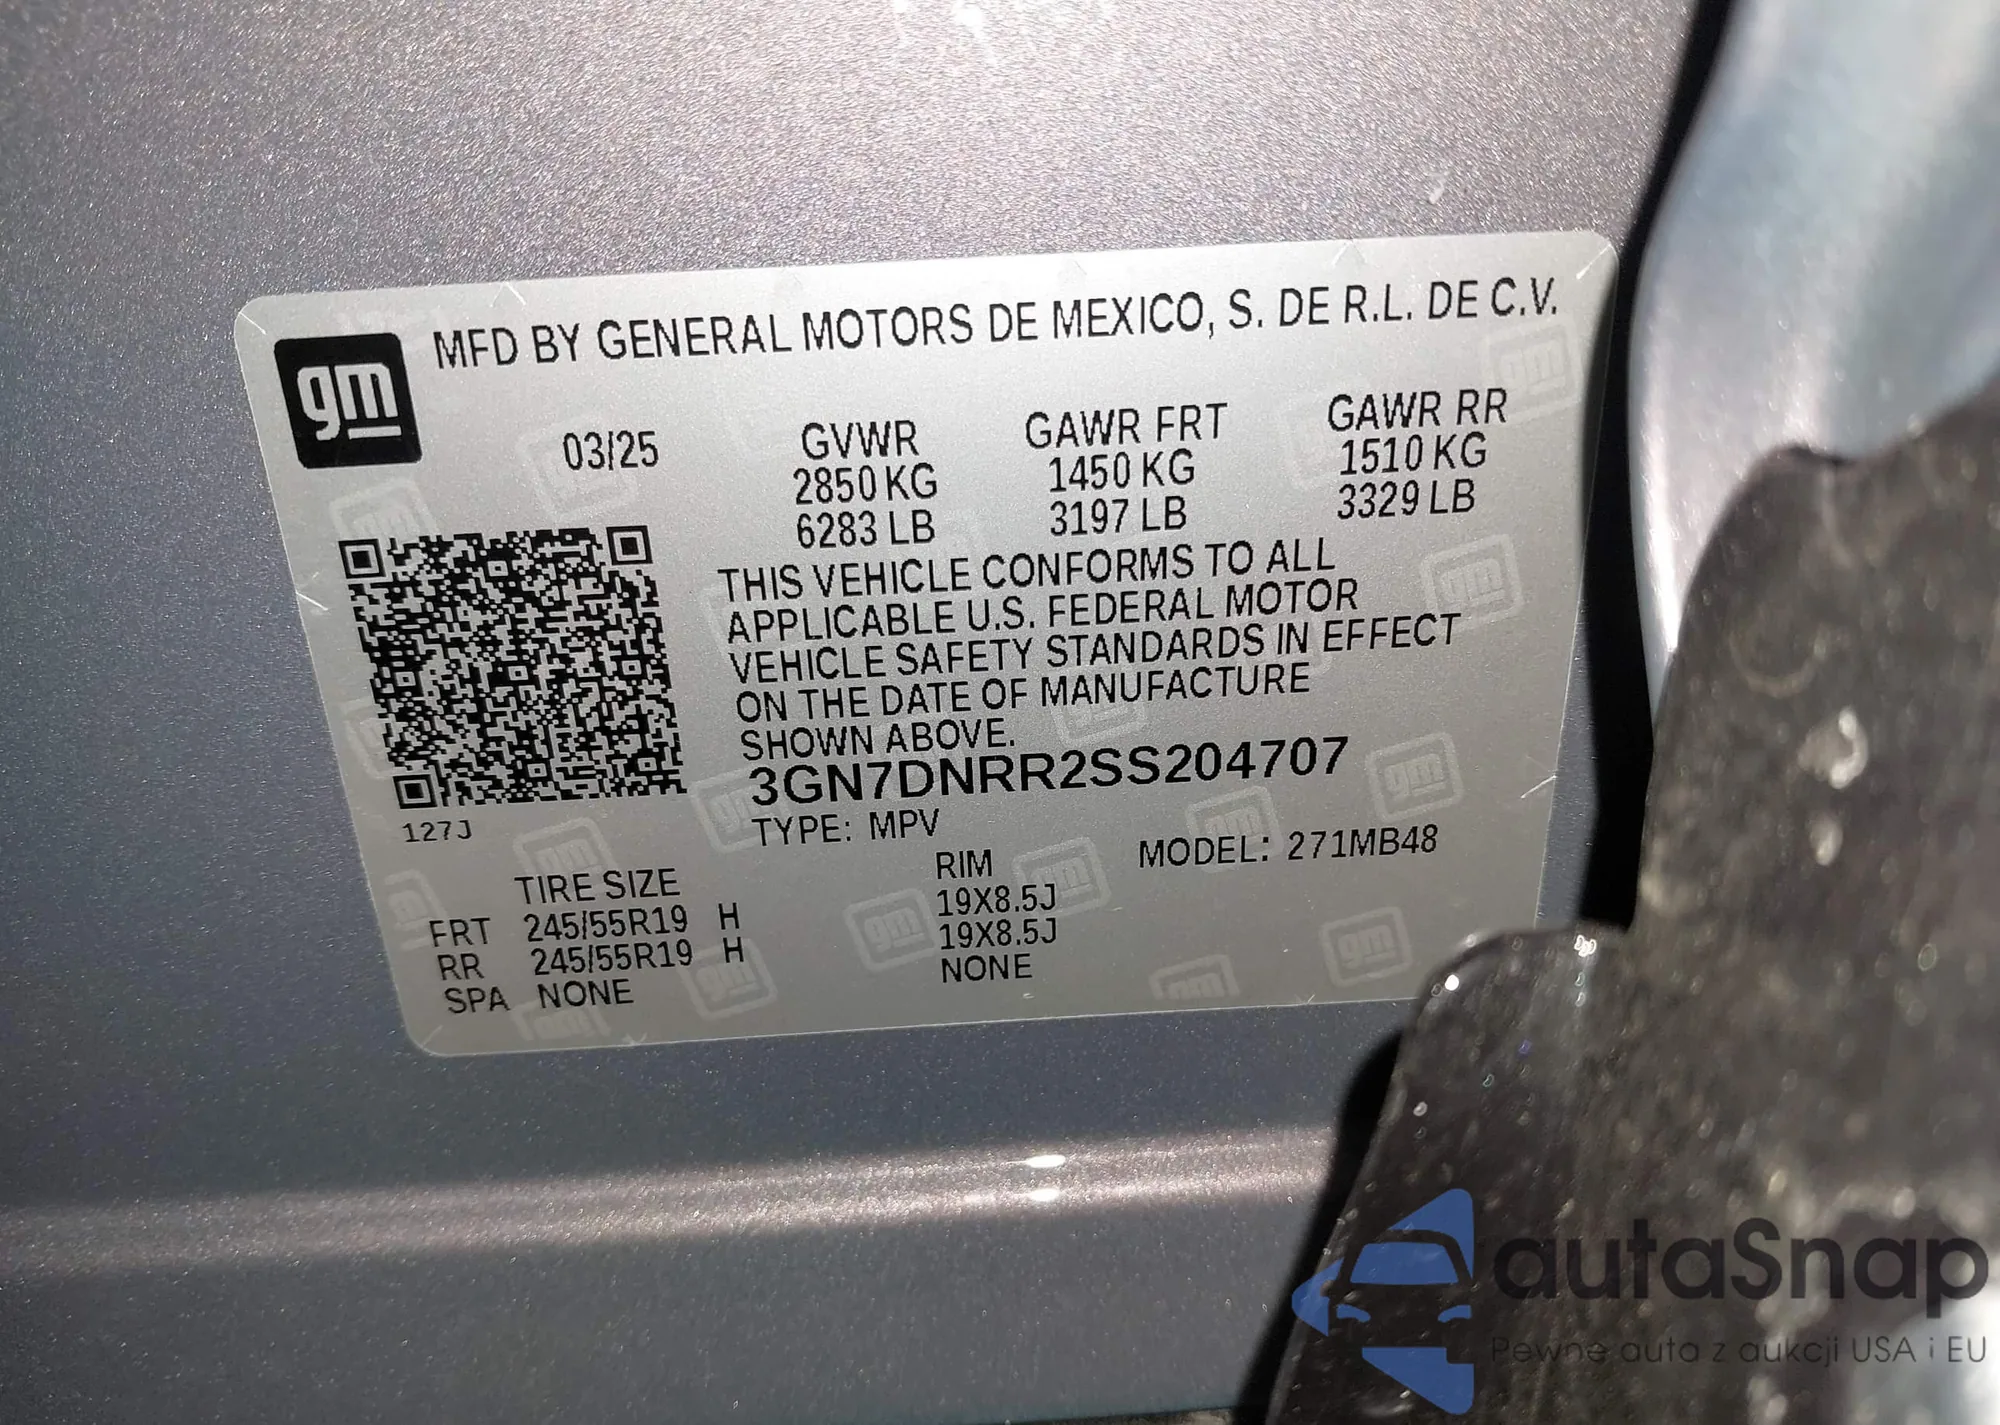 gm
MFD BY GENERAL MOTORS DE MEXICO, S. DE R.L. DE C.V.
03/25 GVWR GAWR FRT GAWR RR
2850 KG 1450 KG 1510 KG
6283 LB 3197 LB 3329 LB
THIS VEHICLE CONFORMS TO ALL
APPLICABLE U.S. FEDERAL MOTOR
VEHICLE SAFETY STANDARDS IN EFFECT
ON THE DATE OF MANUFACTURE
SHOWN ABOVE.
3GN7DNRR2SS204707
127J
TYPE: MPV
MODEL: 271MB48
TIRE SIZE RIM
FRT 245/55R19 H 19X8.5J
RR 245/55R19 H 19X8.5J
SPA NONE NONE
autaSnap
Pewne auta z aukcji USA i EU